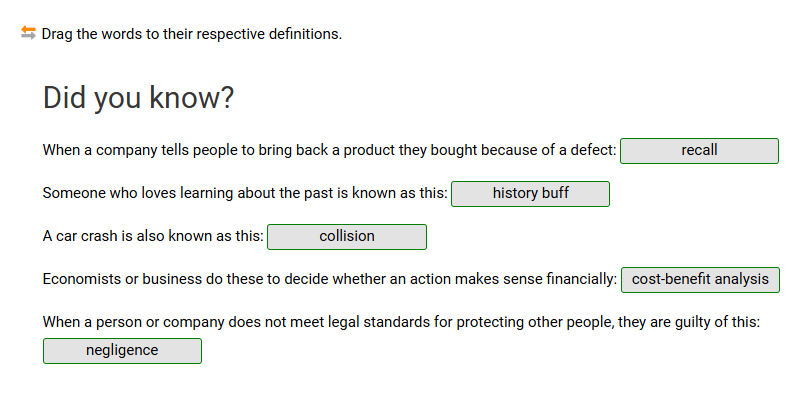 Drag the words to their respective definitions.
Did you know?
When a company tells people to bring back a product they bought because of a defect: recall
Someone who loves learning about the past is known as this: history buff
A car crash is also known as this: collision
Economists or business do these to decide whether an action makes sense financially: cost-benefit analysis
When a person or company does not meet legal standards for protecting other people, they are guilty of this:
negligence